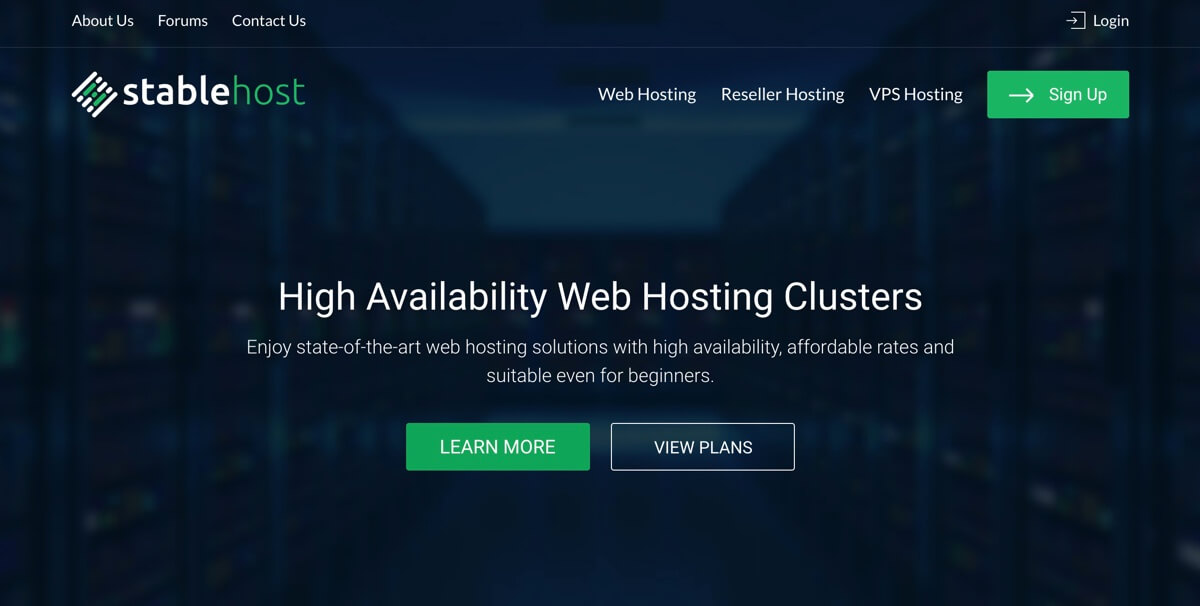 About Us Forums Contact Us Login
stablehost Web Hosting Reseller Hosting VPS Hosting Sign Up
High Availability Web Hosting Clusters
Enjoy state-of-the-art web hosting solutions with high availability, affordable rates and
suitable even for beginners.
LEARN MORE VIEW PLANS